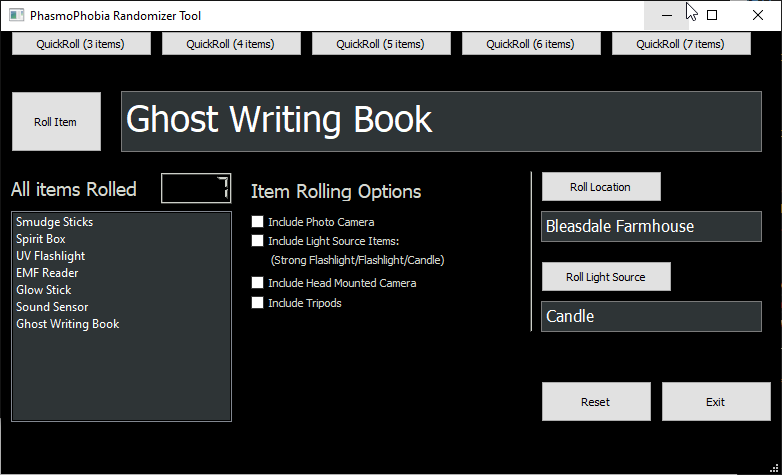 PhasmoPhobia Randomizer Tool
QuickRoll (3 items) QuickRoll (4 items) QuickRoll (5 items) QuickRoll (6 items) QuickRoll (7 items)
Roll Item Ghost Writing Book
All items Rolled 7
Smudge Sticks
Spirit Box
UV Flashlight
EMF Reader
Glow Stick
Sound Sensor
Ghost Writing Book
Item Rolling Options
Include Photo Camera
Include Light Source Items:
(Strong Flashlight/Flashlight/Candle)
Include Head Mounted Camera
Include Tripods
Roll Location
Bleasdale Farmhouse
Roll Light Source
Candle
Reset Exit